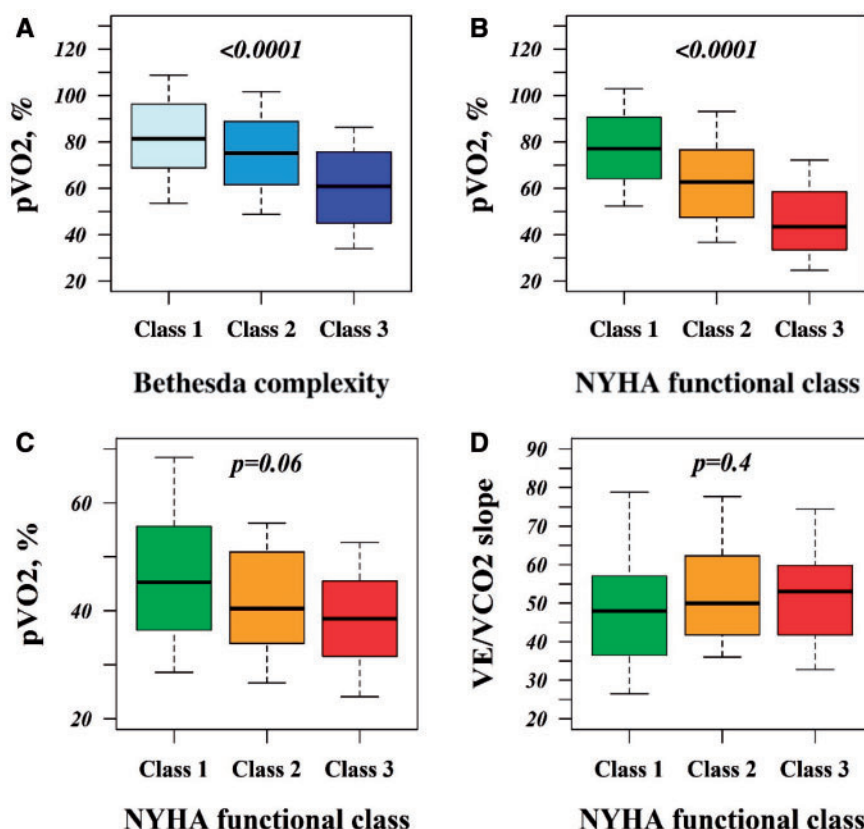 A
pVO2, %
120
100
80
60
40
20
<0.0001
Class 1 Class 2 Class 3
Bethesda complexity
B
pVO2, %
120
100
80
60
40
20
<0.0001
Class 1 Class 2 Class 3
NYHA functional class
C
pVO2, %
60
40
20
p=0.06
Class 1 Class 2 Class 3
NYHA functional class
D
VE/VCO2 slope
90
80
70
60
50
40
30
20
p=0.4
Class 1 Class 2 Class 3
NYHA functional class